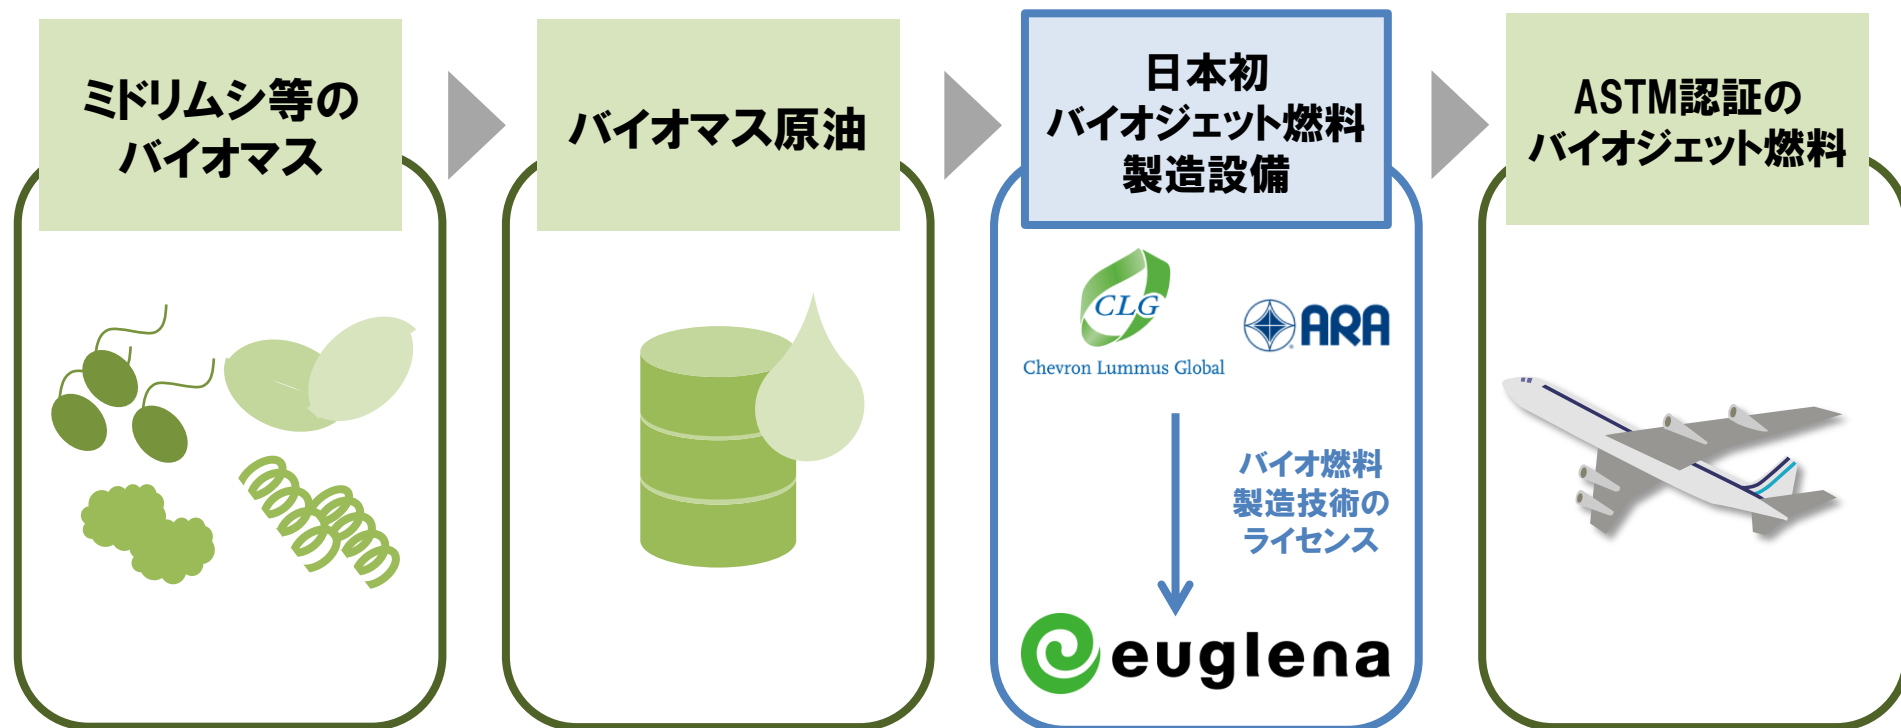 ミドリムシ等の
バイオマス
バイオマス原油
日本初
バイオジェット燃料
製造設備
CLG
Chevron Lummus Global
ARA
バイオ燃料
製造技術の
ライセンス
euglena
ASTM認証の
バイオジェット燃料